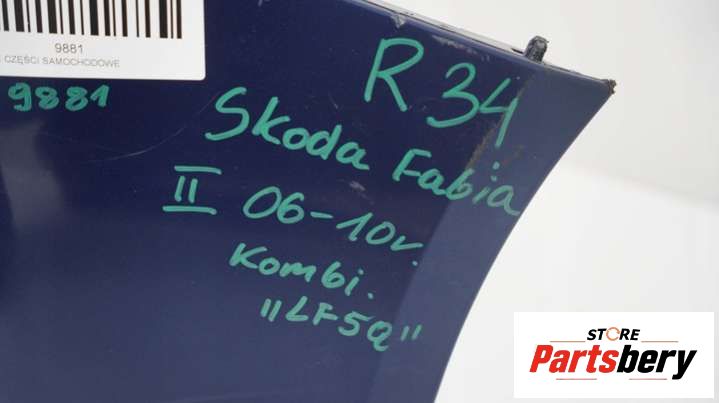 9881
CZĘŚCI SAMOCHODOWE
9881
R 34
Skoda Fabia
II 06-10r.
Kombi.
"LF5Q"
STORE
Partsbery